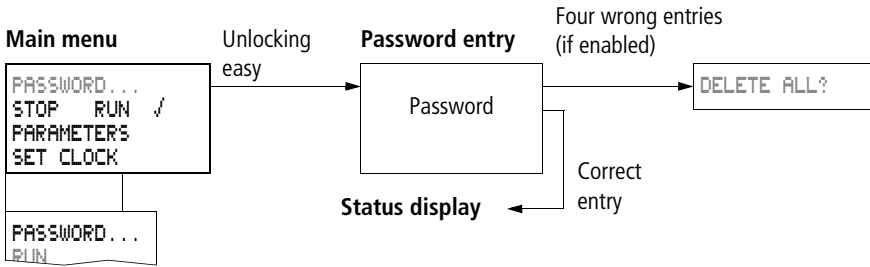 Main menu
Unlocking
easy
Password entry
Four wrong entries
(if enabled)
PASSWORD...
STOP RUN √
PARAMETERS
SET CLOCK
Password
DELETE ALL?
Correct
entry
Status display
PASSWORD...
RUN